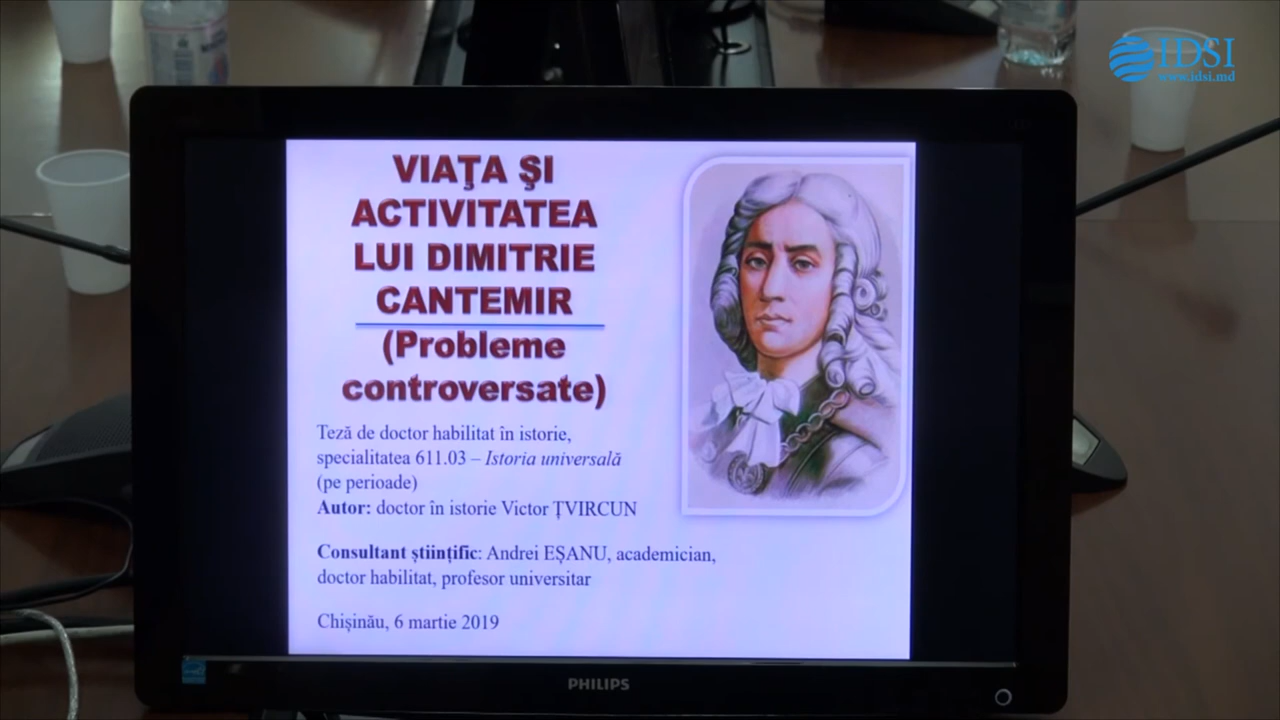 IDSI
www.idsi.md
VIAŢA ŞI
ACTIVITATEA
LUI DIMITRIE
CANTEMIR
(Probleme
controversate)
Teză de doctor habilitat în istorie,
specialitatea 611.03 – Istoria universală
(pe perioade)
Autor: doctor în istorie Victor ȚVIRCUN
Consultant științific: Andrei EȘANU, academician,
doctor habilitat, profesor universitar
Chișinău, 6 martie 2019
PHILIPS